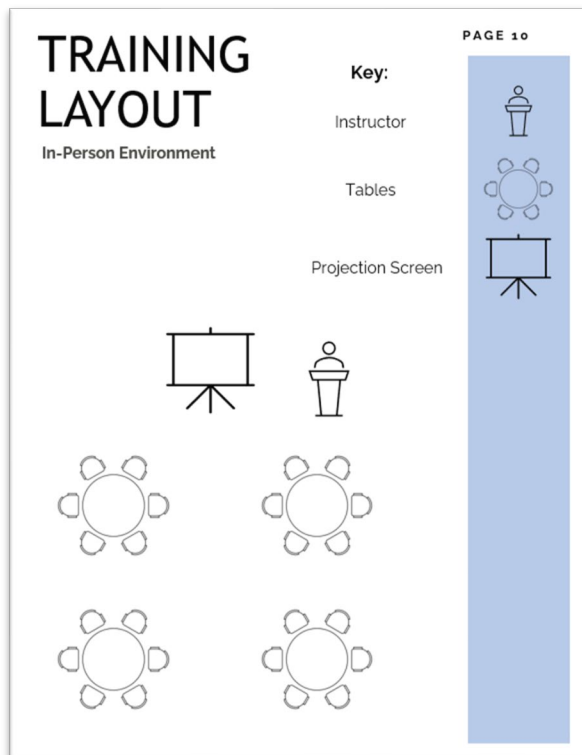 PAGE 10
TRAINING
LAYOUT
In-Person Environment
Key:
Instructor
Tables
Projection Screen